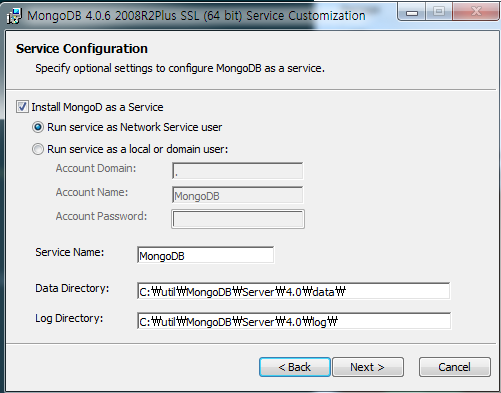 MongoDB 4.0.6 2008R2Plus SSL (64 bit) Service Customization
Service Configuration
Specify optional settings to configure MongoDB as a service.
Install MongoD as a Service
Run service as Network Service user
Run service as a local or domain user:
Account Domain: .
Account Name: MongoDB
Account Password:
Service Name: MongoDB
Data Directory: C:₩util₩MongoDB₩Server₩4.0₩data₩
Log Directory: C:₩util₩MongoDB₩Server₩4.0₩log₩
< Back Next > Cancel